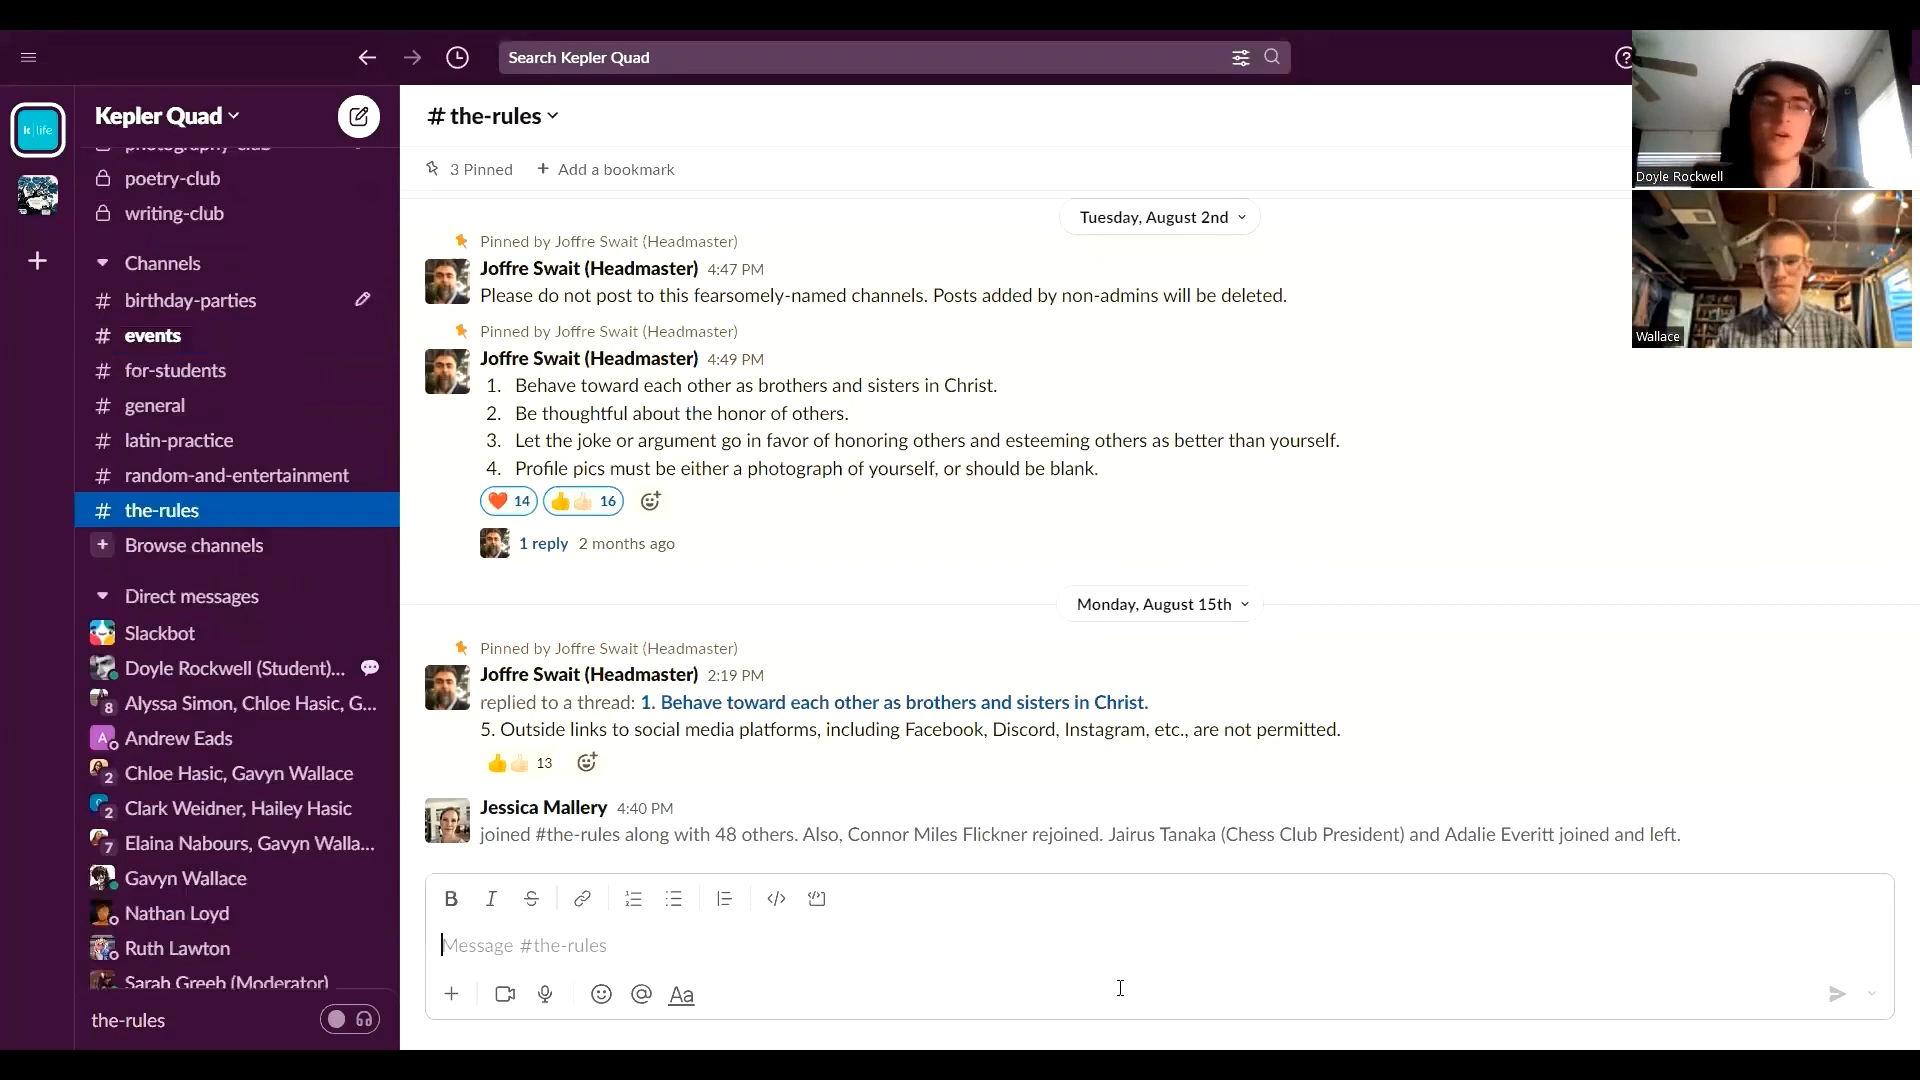 Search Kepler Quad
k|life
Kepler Quad
photography-club
poetry-club
writing-club
Channels
# birthday-parties
# events
# for-students
# general
# latin-practice
# random-and-entertainment
# the-rules
+ Browse channels
Direct messages
Slackbot
Doyle Rockwell (Student)...
8 Alyssa Simon, Chloe Hasic, G...
A Andrew Eads
2 Chloe Hasic, Gavyn Wallace
2 Clark Weidner, Hailey Hasic
7 Elaina Nabours, Gavyn Walla...
Gavyn Wallace
Nathan Loyd
Ruth Lawton
Sarah Greeb (Moderator)
the-rules
# the-rules
3 Pinned + Add a bookmark
Tuesday, August 2nd
Pinned by Joffre Swait (Headmaster)
Joffre Swait (Headmaster) 4:47 PM
Please do not post to this fearsomely-named channels. Posts added by non-admins will be deleted.
Pinned by Joffre Swait (Headmaster)
Joffre Swait (Headmaster) 4:49 PM
1. Behave toward each other as brothers and sisters in Christ.
2. Be thoughtful about the honor of others.
3. Let the joke or argument go in favor of honoring others and esteeming others as better than yourself.
4. Profile pics must be either a photograph of yourself, or should be blank.
❤️ 14 👍👍🏻 16
1 reply 2 months ago
Monday, August 15th
Pinned by Joffre Swait (Headmaster)
Joffre Swait (Headmaster) 2:19 PM
replied to a thread: 1. Behave toward each other as brothers and sisters in Christ.
5. Outside links to social media platforms, including Facebook, Discord, Instagram, etc., are not permitted.
👍👍🏻 13
Jessica Mallery 4:40 PM
joined #the-rules along with 48 others. Also, Connor Miles Flickner rejoined. Jairus Tanaka (Chess Club President) and Adalie Everitt joined and left.
B I S
Message #the-rules
+ @ Aa
Doyle Rockwell
Wallace